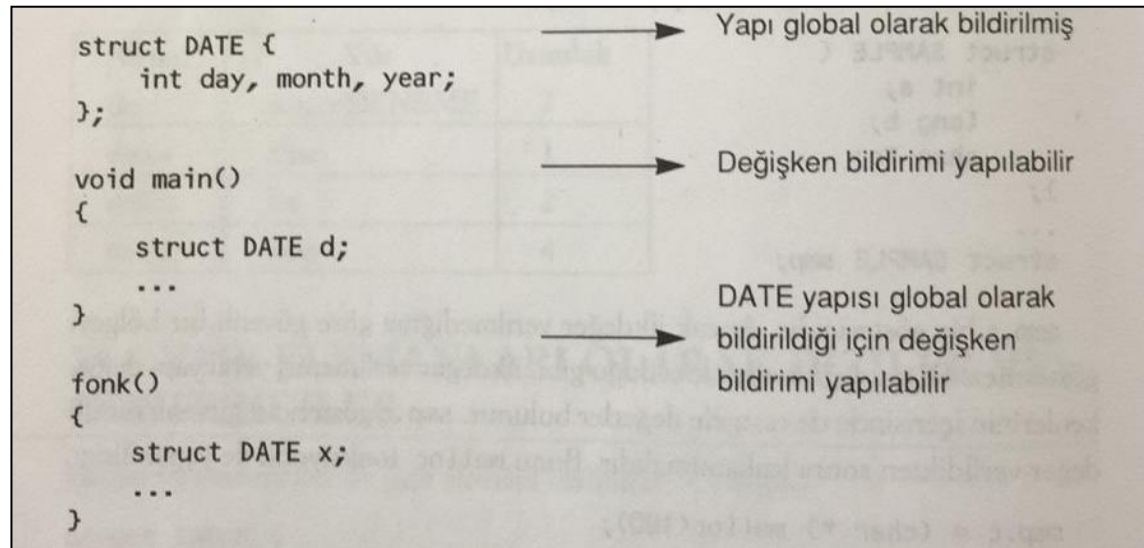 struct DATE {
Yapı global olarak bildirilmiş
int day, month, year;
};
void main()
Değişken bildirimi yapılabilir
{
struct DATE d;
...
}
DATE yapısı global olarak
bildirildiği için değişken
bildirimi yapılabilir
fonk()
{
struct DATE x;
...
}